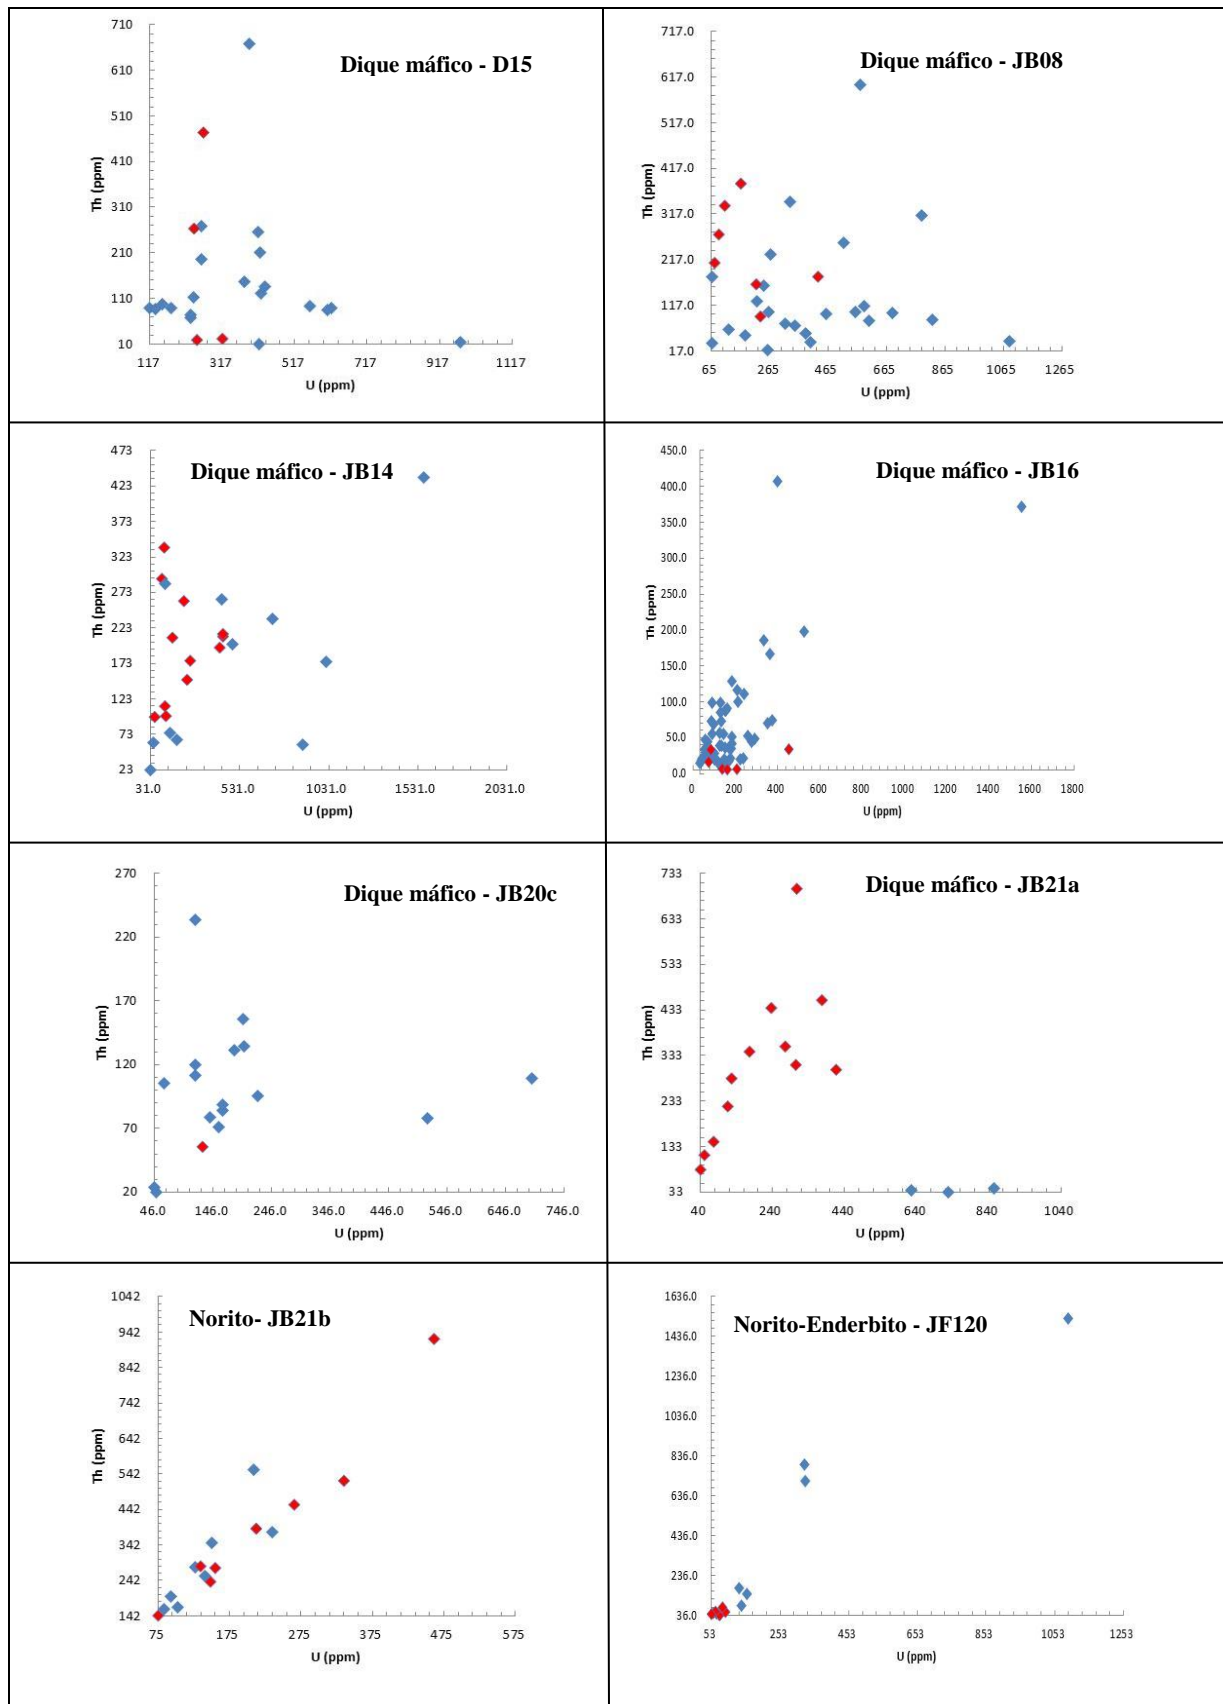 Dique máfico - D15
710
610
510
410
310
210
110
10
Th (ppm)
117 317 517 717 917 1117
U (ppm)
Dique máfico - JB08
717.0
617.0
517.0
417.0
317.0
217.0
117.0
17.0
Th (ppm)
65 265 465 665 865 1065 1265
U (ppm)
Dique máfico - JB14
473
423
373
323
273
223
173
123
73
23
Th (ppm)
31.0 531.0 1031.0 1531.0 2031.0
U (ppm)
Dique máfico - JB16
450.0
400.0
350.0
300.0
250.0
200.0
150.0
100.0
50.0
0.0
Th (ppm)
0 200 400 600 800 1000 1200 1400 1600 1800
U (ppm)
Dique máfico - JB20c
270
220
170
120
70
20
Th (ppm)
46.0 146.0 246.0 346.0 446.0 546.0 646.0 746.0
U (ppm)
Dique máfico - JB21a
733
633
533
433
333
233
133
33
Th (ppm)
40 240 440 640 840 1040
U (ppm)
Norito- JB21b
1042
942
842
742
642
542
442
342
242
142
Th (ppm)
75 175 275 375 475 575
U (ppm)
Norito-Enderbito - JF120
1636.0
1436.0
1236.0
1036.0
836.0
636.0
436.0
236.0
36.0
Th (ppm)
53 253 453 653 853 1053 1253
U (ppm)